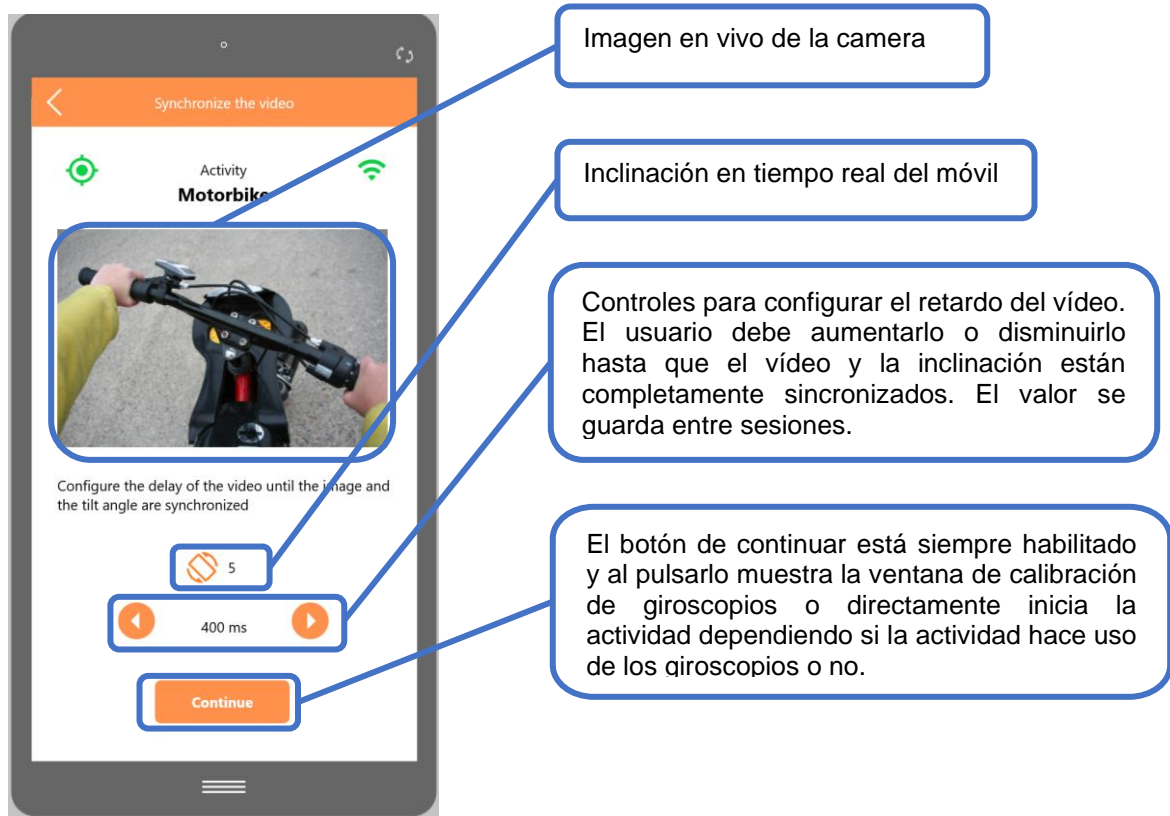 Imagen en vivo de la camera
Synchronize the video
Activity
Motorbike
Inclinación en tiempo real del móvil
Controles para configurar el retardo del vídeo.
El usuario debe aumentarlo o disminuirlo
hasta que el vídeo y la inclinación están
completamente sincronizados. El valor se
guarda entre sesiones.
Configure the delay of the video until the image and
the tilt angle are synchronized
5
400 ms
Continue
El botón de continuar está siempre habilitado
y al pulsarlo muestra la ventana de calibración
de giroscopios o directamente inicia la
actividad dependiendo si la actividad hace uso
de los giroscopios o no.